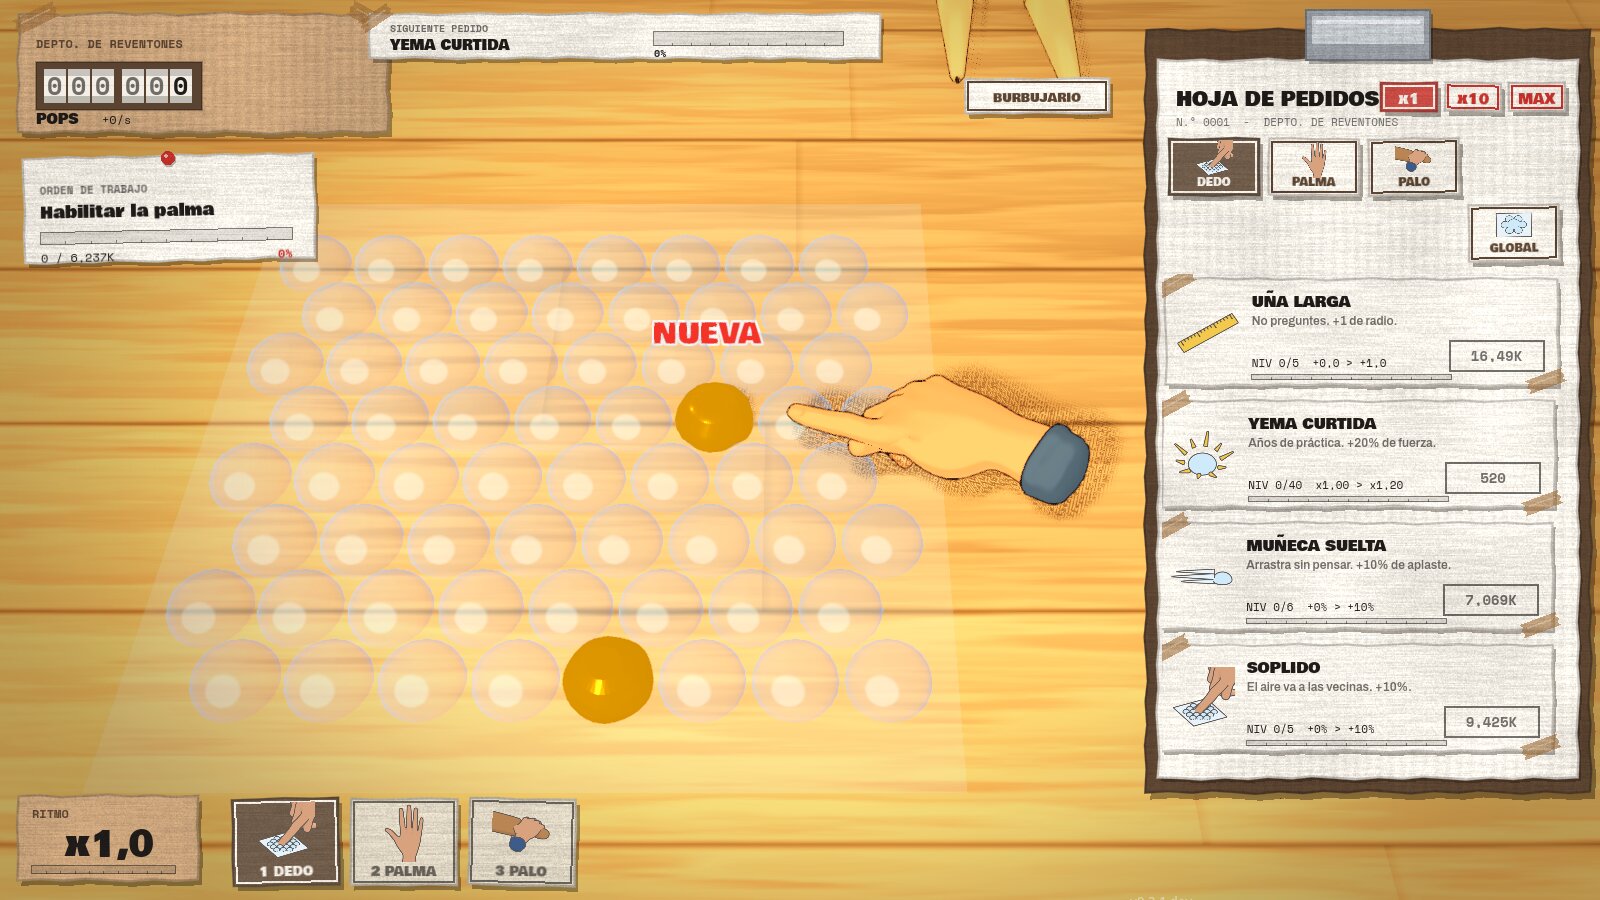 DEPTO. DE REVENTONES
000000
POPS +0/s
SIGUIENTE PEDIDO
YEMA CURTIDA
0%
BURBUJARIO
ORDEN DE TRABAJO
Habilitar la palma
0 / 6,237K 0%
NUEVA
HOJA DE PEDIDOS x1 x10 MAX
N.º 0001 - DEPTO. DE REVENTONES
DEDO PALMA PALO
GLOBAL
UÑA LARGA
No preguntes. +1 de radio.
NIV 0/5 +0,0 > +1,0
16,49K
YEMA CURTIDA
Años de práctica. +20% de fuerza.
NIV 0/40 x1,00 > x1,20
520
MUÑECA SUELTA
Arrastra sin pensar. +10% de aplaste.
NIV 0/6 +0% > +10%
7,069K
SOPLIDO
El aire va a las vecinas. +10%.
NIV 0/5 +0% > +10%
9,425K
RITMO
x1,0
1 DEDO 2 PALMA 3 PALO